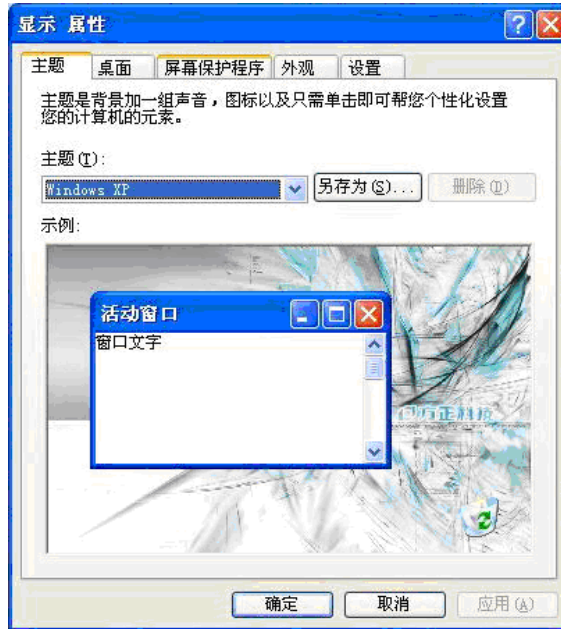 显示 属性
主题 桌面 屏幕保护程序 外观 设置
主题是背景加一组声音，图标以及只需单击即可帮您个性化设置
您的计算机的元素。
主题(T):
Windows XP 另存为(S)... 删除(D)
示例:
活动窗口
窗口文字
方正科技
确定 取消 应用(A)